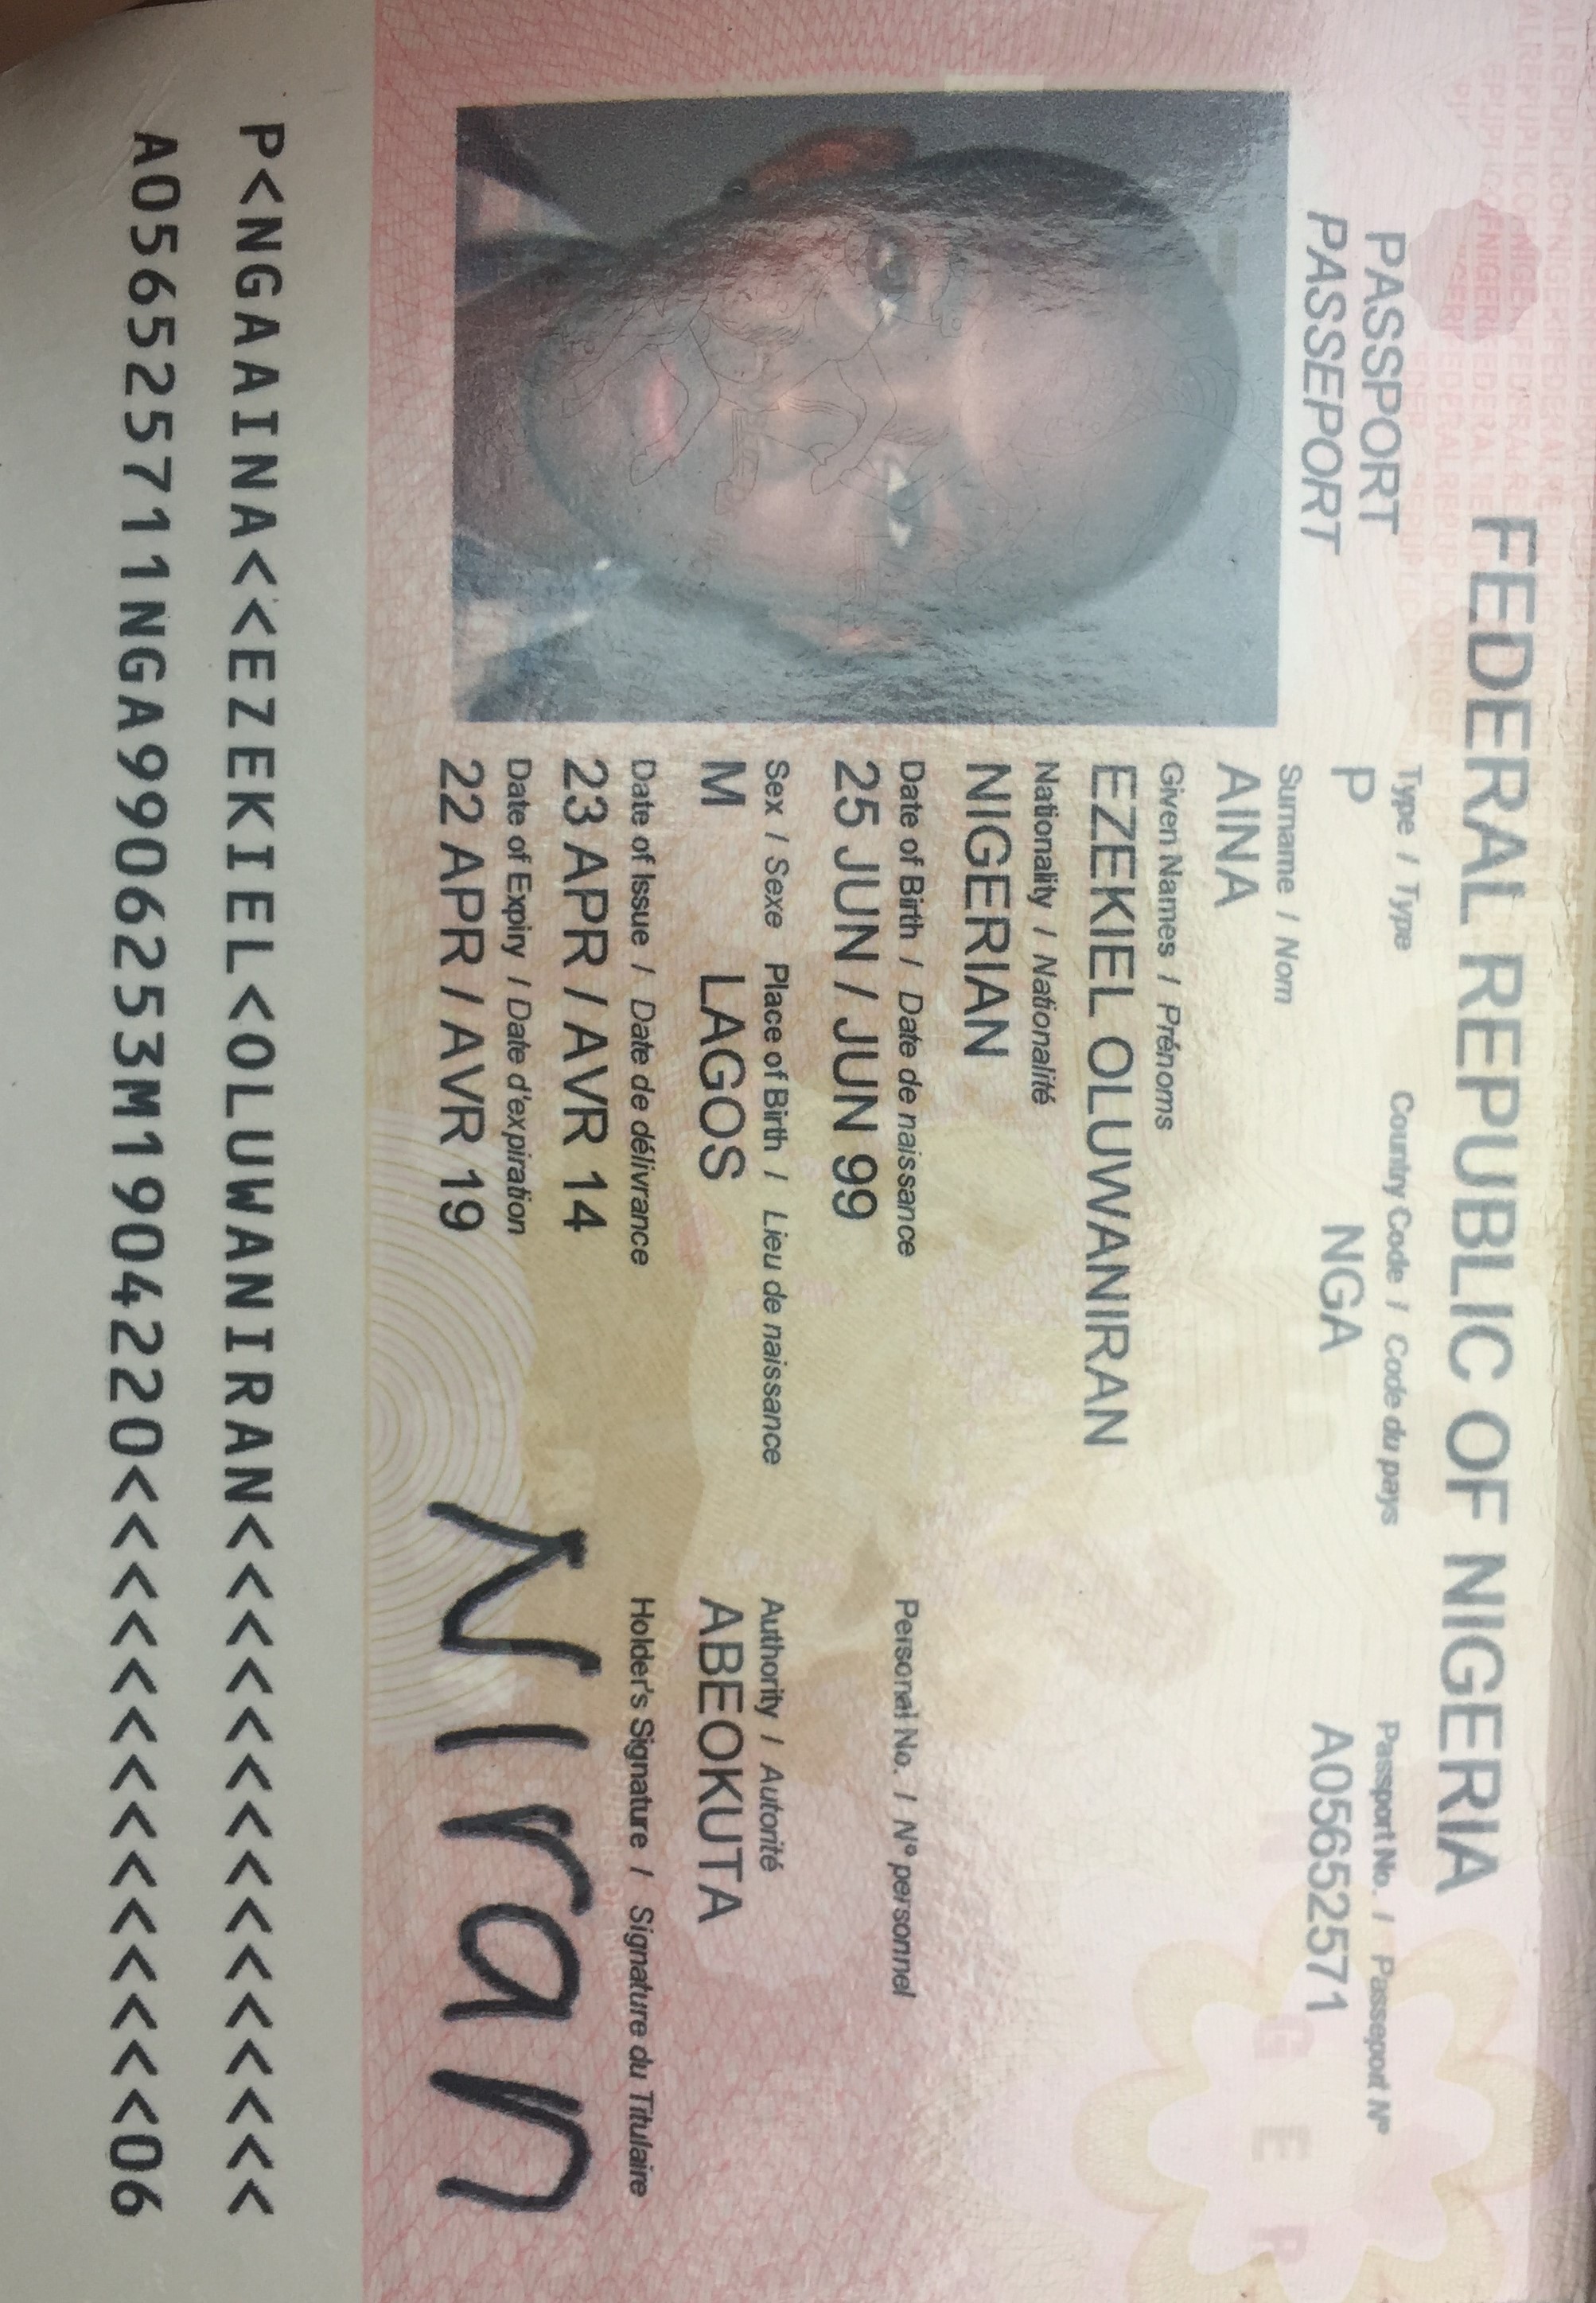 FEDERAL REPUBLIC OF NIGERIA
PASSPORT
PASSEPORT
Type / Type
Country Code / Code du pays
Passport No. / Passeport Nº
P
NGA
A05652571
Surname / Nom
AINA
Given Names / Prénoms
EZEKIEL OLUWANIRAN
Nationality / Nationalité
NIGERIAN
Date of Birth / Date de naissance
Personal No. / Nº personnel
25 JUN / JUN 99
Sex / Sexe
Place of Birth / Lieu de naissance
Authority / Autorité
M
LAGOS
ABEOKUTA
Date of Issue / Date de délivrance
Holder's Signature / Signature du Titulaire
23 APR / AVR 14
Date of Expiry / Date d'expiration
22 APR / AVR 19
Niran
P<NGAAINA<<EZEKIEL<OLUWANIRAN<<<<<<<<<<<<<<<
A056525711NGA9906253M1904220<<<<<<<<<<<<<<06